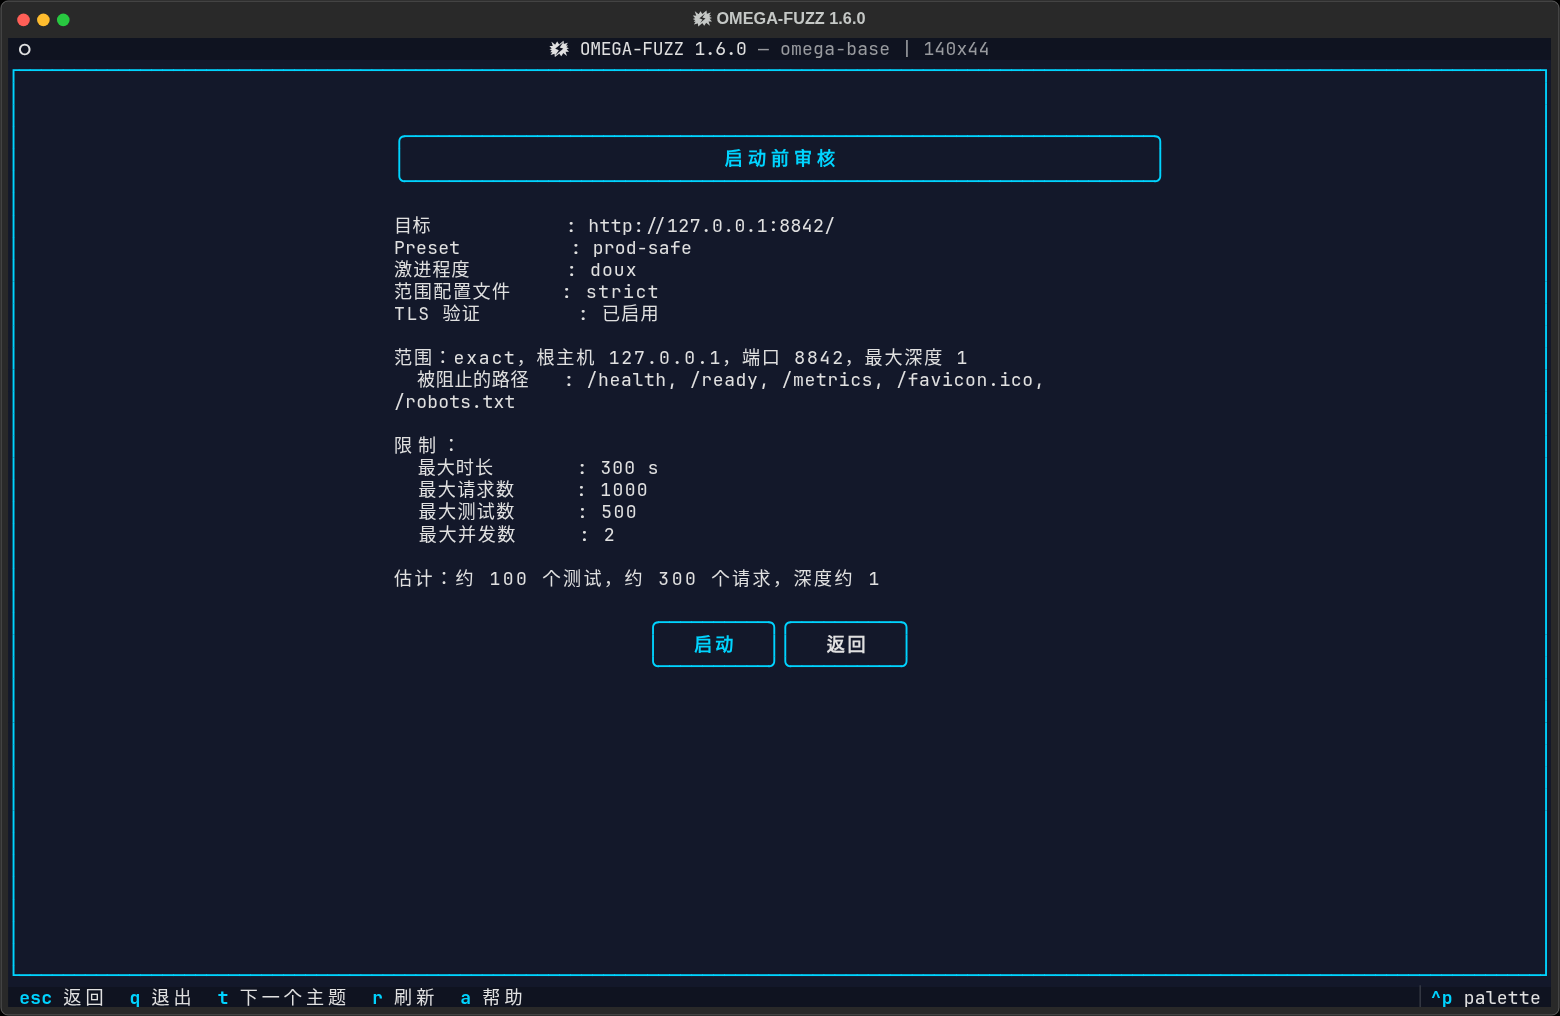 OMEGA-FUZZ 1.6.0
OMEGA-FUZZ 1.6.0 — omega-base | 140x44
启动前审核
目标 : http://127.0.0.1:8842/
Preset : prod-safe
激进程度 : doux
范围配置文件 : strict
TLS 验证 : 已启用
范围：exact，根主机 127.0.0.1，端口 8842，最大深度 1
被阻止的路径 : /health, /ready, /metrics, /favicon.ico,
/robots.txt
限制：
最大时长 : 300 s
最大请求数 : 1000
最大测试数 : 500
最大并发数 : 2
估计：约 100 个测试，约 300 个请求，深度约 1
启动 返回
esc 返回 q 退出 t 下一个主题 r 刷新 a 帮助 ^p palette